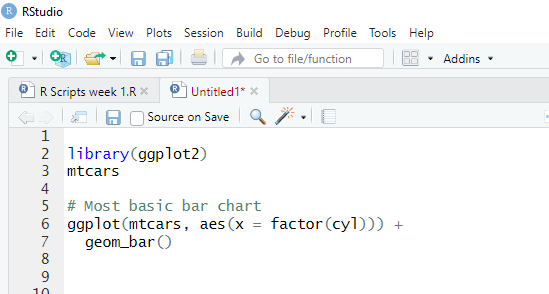 RStudio
File Edit Code View Plots Session Build Debug Profile Tools Help
Go to file/function Addins
R Scripts week 1.R Untitled1*
Source on Save
1
2 library(ggplot2)
3 mtcars
4
5 # Most basic bar chart
6 ggplot(mtcars, aes(x = factor(cyl))) +
7 geom_bar()
8
9
10